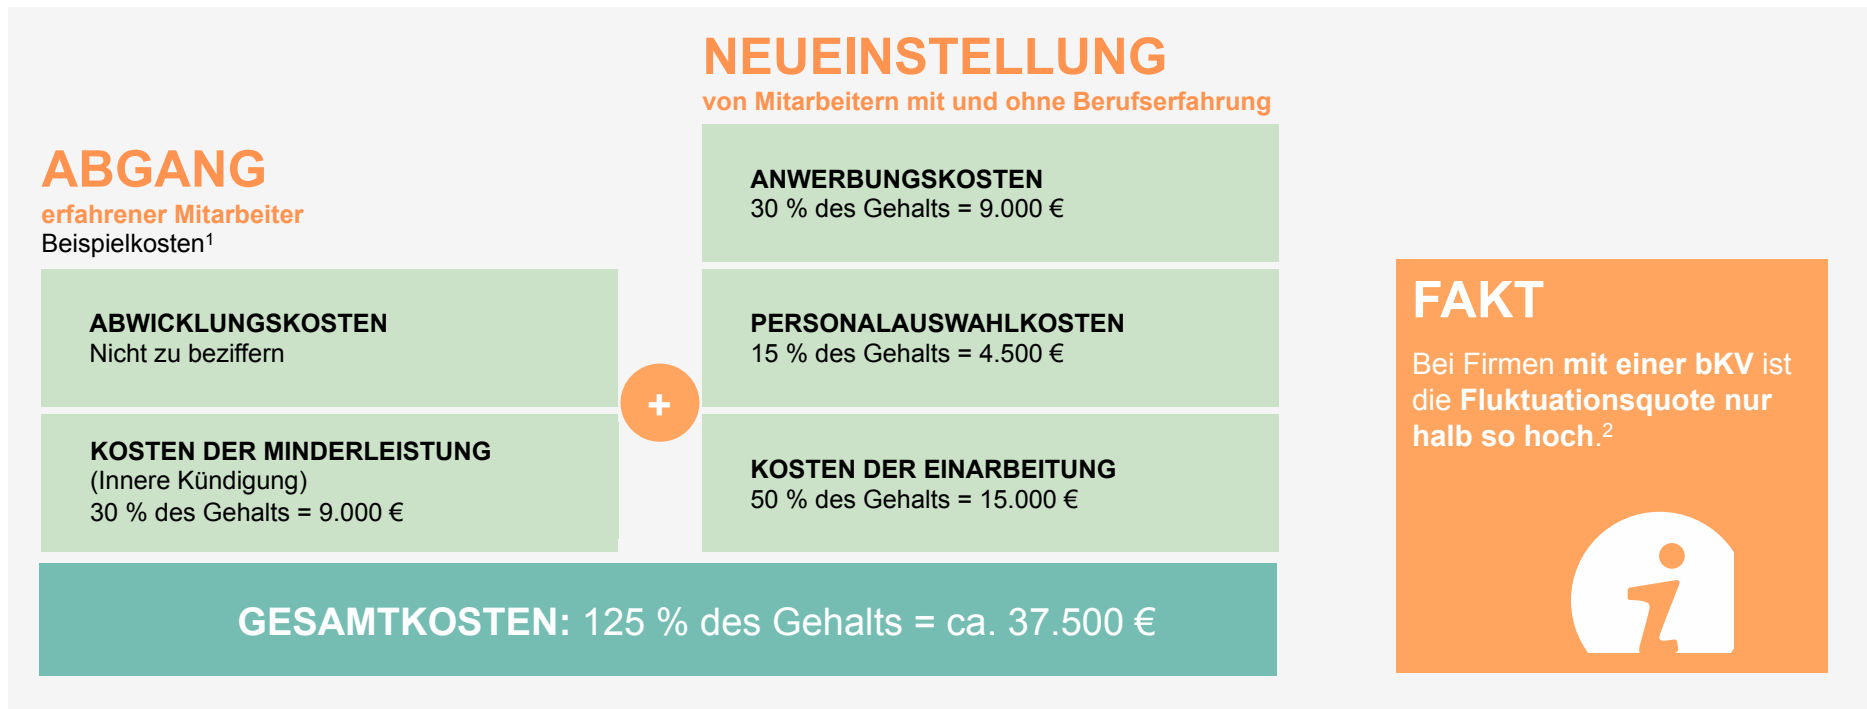 ABGANG
erfahrener Mitarbeiter
Beispielkosten¹
ABWICKLUNGSKOSTEN
Nicht zu beziffern
KOSTEN DER MINDERLEISTUNG
(Innere Kündigung)
30 % des Gehalts = 9.000 €
+
NEUEINSTELLUNG
von Mitarbeitern mit und ohne Berufserfahrung
ANWERBUNGSKOSTEN
30 % des Gehalts = 9.000 €
PERSONALAUSWAHLKOSTEN
15 % des Gehalts = 4.500 €
KOSTEN DER EINARBEITUNG
50 % des Gehalts = 15.000 €
GESAMTKOSTEN: 125 % des Gehalts = ca. 37.500 €
FAKT
Bei Firmen mit einer bKV ist
die Fluktuationsquote nur
halb so hoch.²